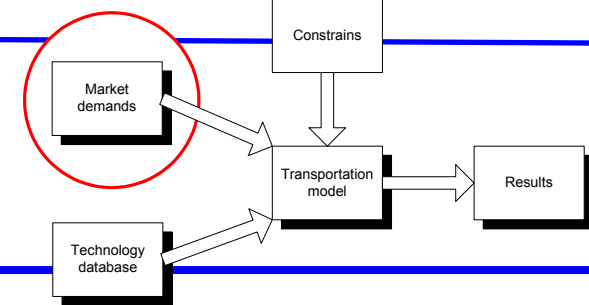 Constrains
Market
demands
Transportation
model
Results
Technology
database